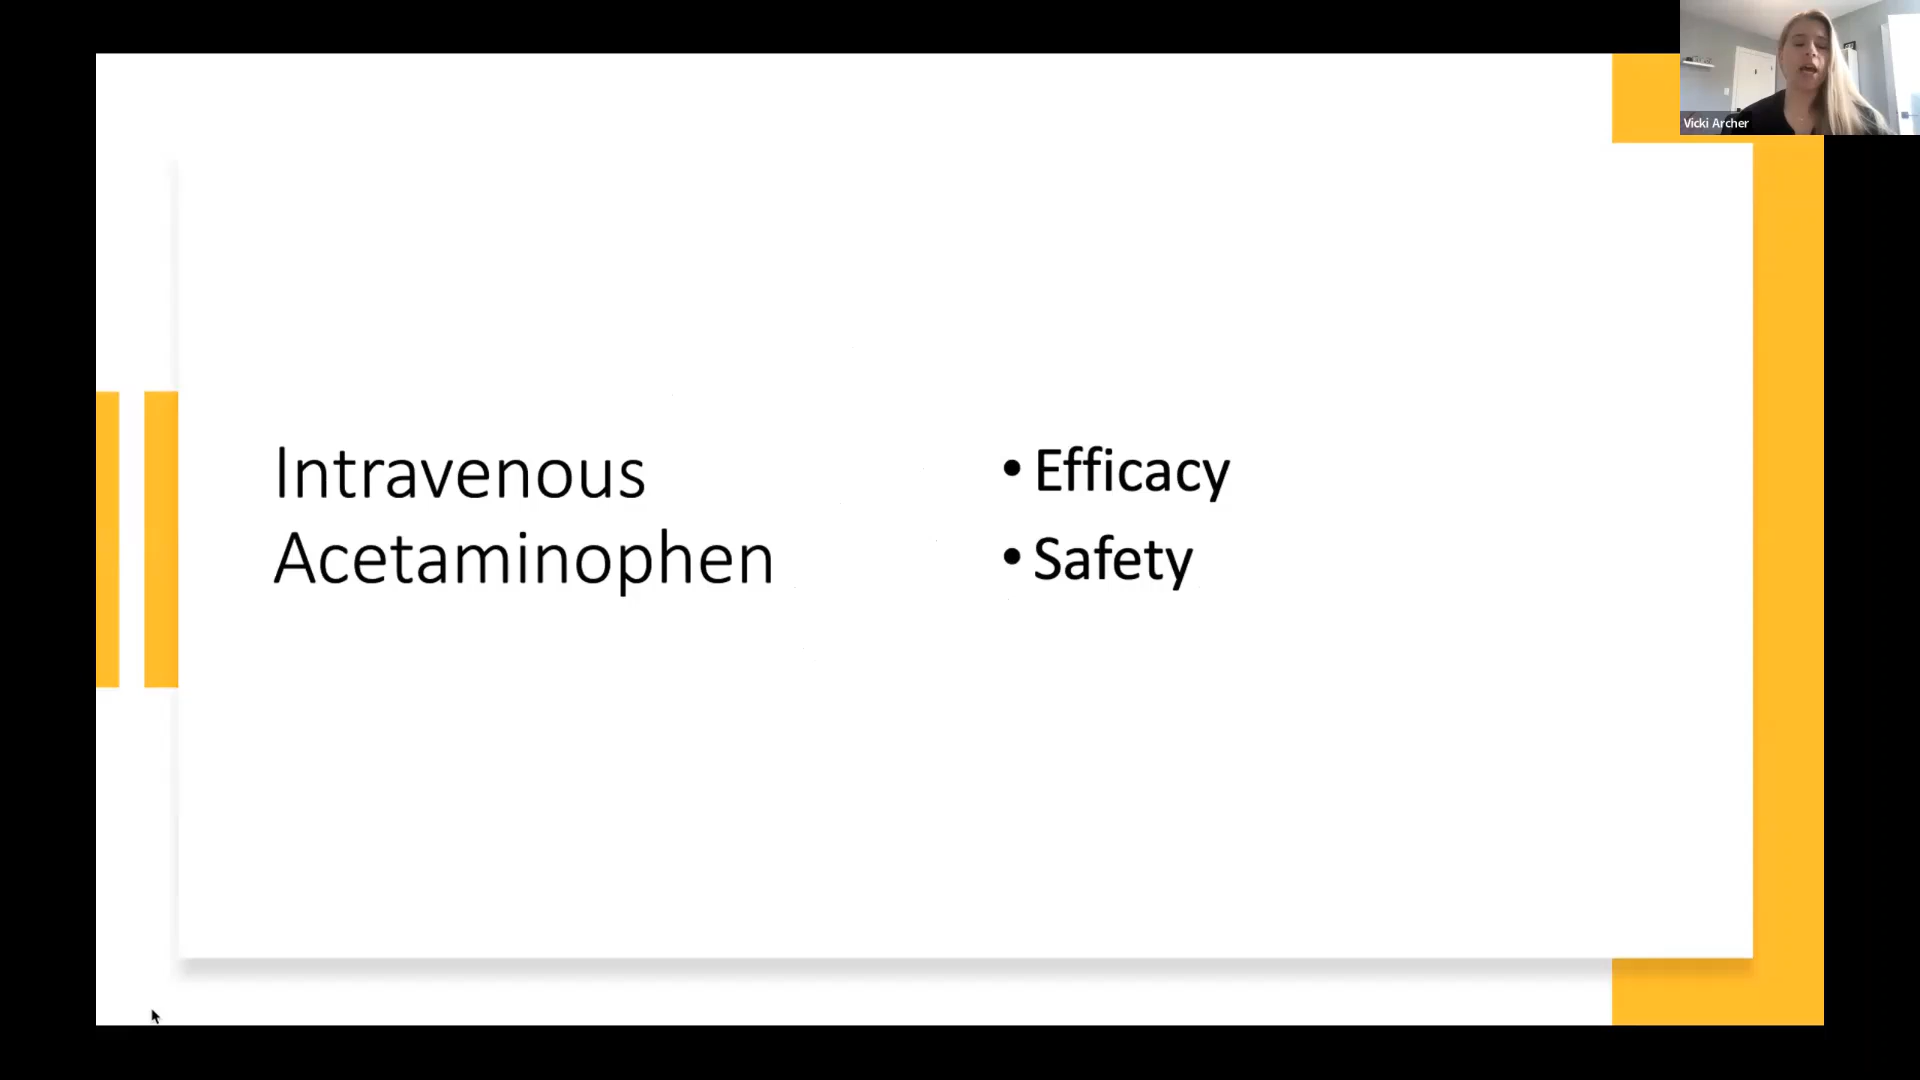 Vicki Archer
Intravenous
Acetaminophen
• Efficacy
• Safety